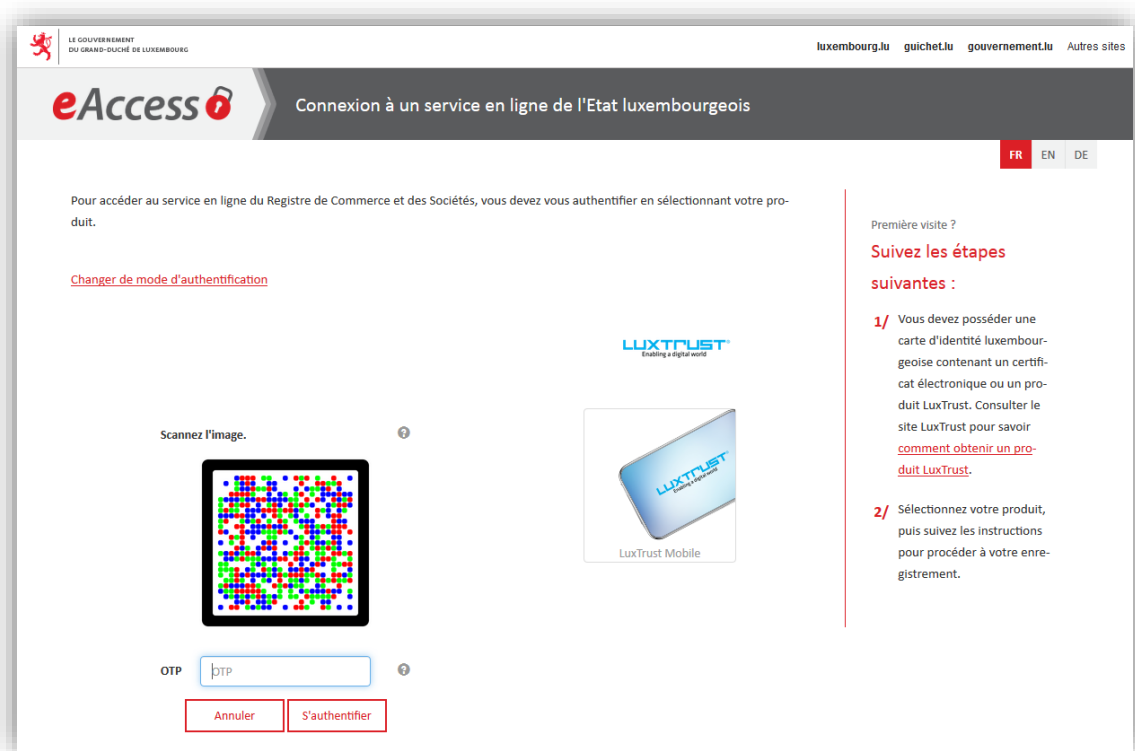 LE GOUVERNEMENT
DU GRAND-DUCHÉ DE LUXEMBOURG
luxembourg.lu guichet.lu gouvernement.lu Autres sites
eAccess
Connexion à un service en ligne de l'Etat luxembourgeois
FR EN DE
Pour accéder au service en ligne du Registre de Commerce et des Sociétés, vous devez vous authentifier en sélectionnant votre pro-
duit.
Changer de mode d'authentification
LUXTRUST
Enabling a digital world
Scannez l'image.
?
LUXTRUST
Enabling a digital world
LuxTrust Mobile
OTP
OTP
?
Annuler
S'authentifier
Première visite ?
Suivez les étapes
suivantes :
1/ Vous devez posséder une
carte d'identité luxembour-
geoise contenant un certifi-
cat électronique ou un pro-
duit LuxTrust. Consulter le
site LuxTrust pour savoir
comment obtenir un pro-
duit LuxTrust.
2/ Sélectionnez votre produit,
puis suivez les instructions
pour procéder à votre enre-
gistrement.